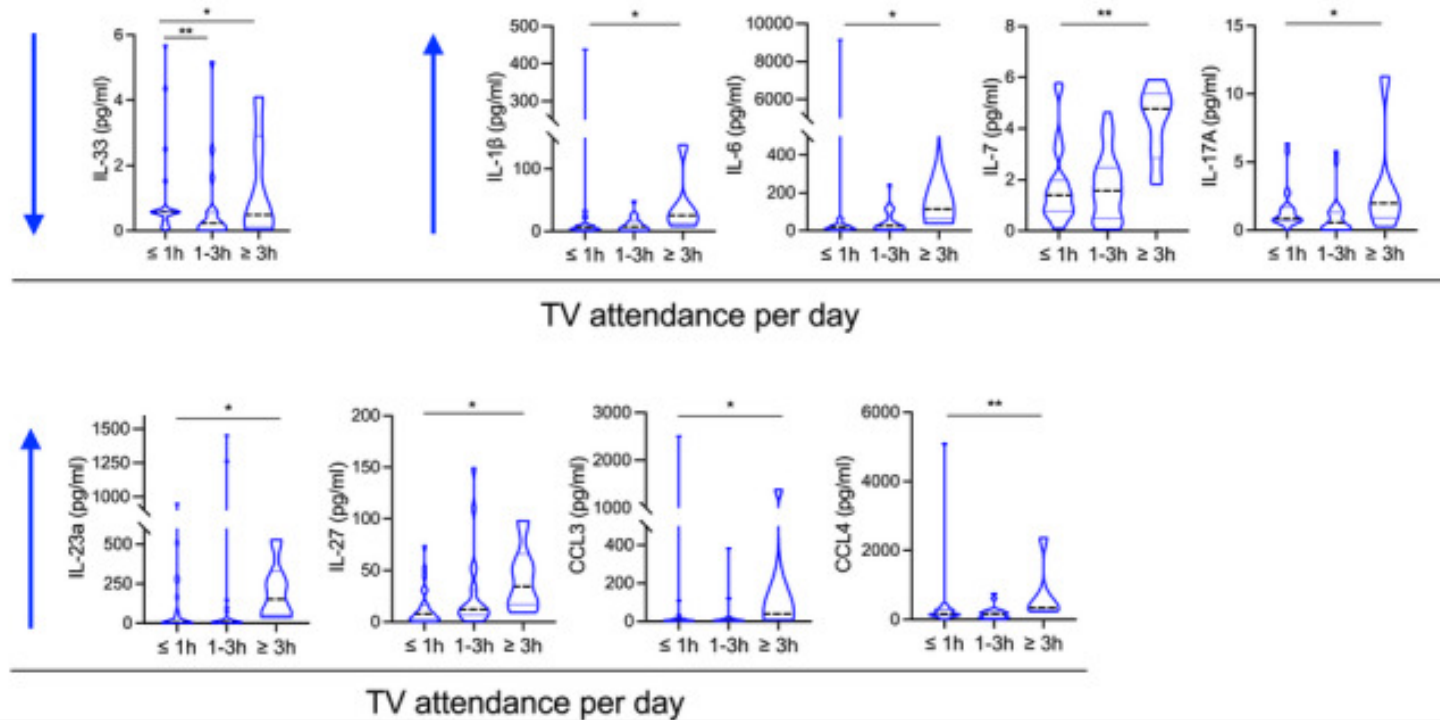 *
**
6
4
2
0
IL-33 (pg/ml)
≤ 1h 1-3h ≥ 3h
*
500
400
300
100
0
IL-1β (pg/ml)
≤ 1h 1-3h ≥ 3h
*
10000
8000
6000
400
200
0
IL-6 (pg/ml)
≤ 1h 1-3h ≥ 3h
**
8
6
4
2
0
IL-7 (pg/ml)
≤ 1h 1-3h ≥ 3h
*
15
10
5
0
IL-17A (pg/ml)
≤ 1h 1-3h ≥ 3h
TV attendance per day
*
1500
1250
1000
500
250
0
IL-23a (pg/ml)
≤ 1h 1-3h ≥ 3h
*
200
150
100
50
0
IL-27 (pg/ml)
≤ 1h 1-3h ≥ 3h
*
3000
2000
1000
400
200
0
CCL3 (pg/ml)
≤ 1h 1-3h ≥ 3h
**
6000
4000
2000
0
CCL4 (pg/ml)
≤ 1h 1-3h ≥ 3h
TV attendance per day